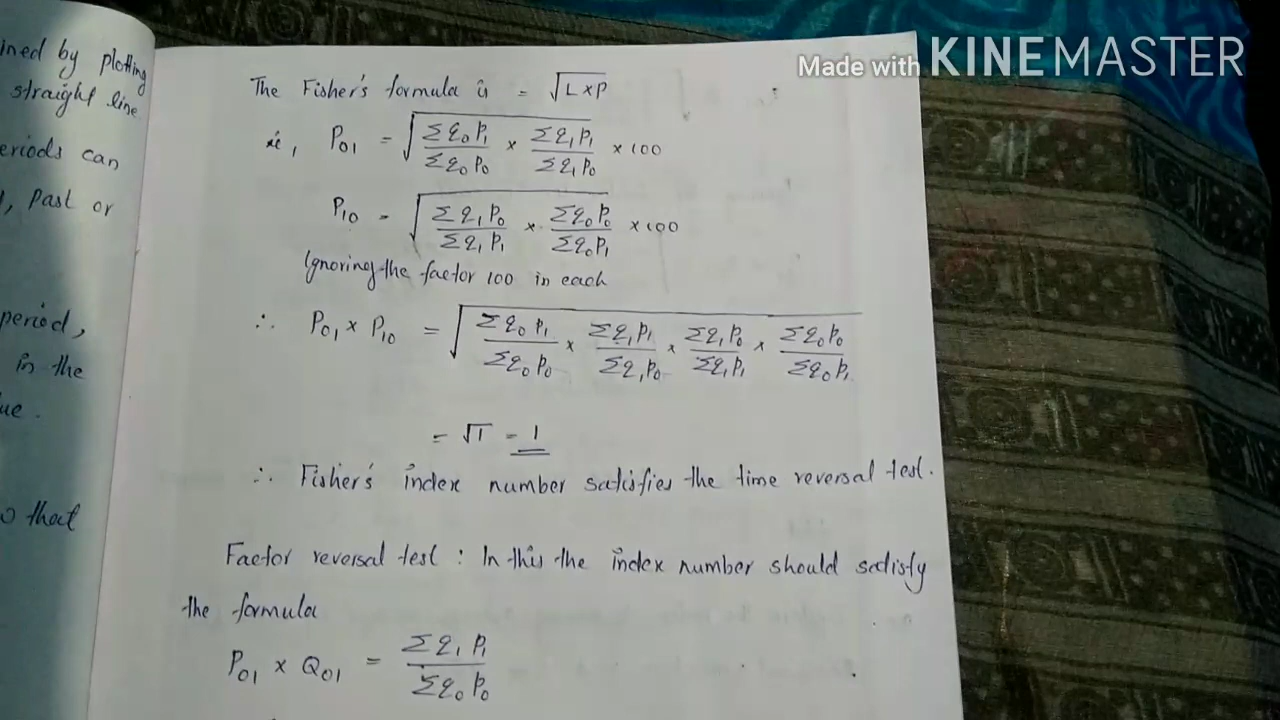 Made with KINEMASTER
ined by plotting
straight line
eriods can
, Past or
period,
in the
ue.
o that
The Fisher's formula is = √L×P
ie, P01 = √(Σq0P1/Σq0P0 × Σq1P1/Σq1P0) × 100
P10 = √(Σq1P0/Σq1P1 × Σq0P0/Σq0P1) × 100
Ignoring the factor 100 in each
∴ P01 × P10 = √(Σq0P1/Σq0P0 × Σq1P1/Σq1P0 × Σq1P0/Σq1P1 × Σq0P0/Σq0P1)
= √1 = 1
∴ Fisher's index number satisfies the time reversal test.
Factor reversal test : In this the index number should satisfy
the formula
P01 × Q01 = Σq1P1/Σq0P0